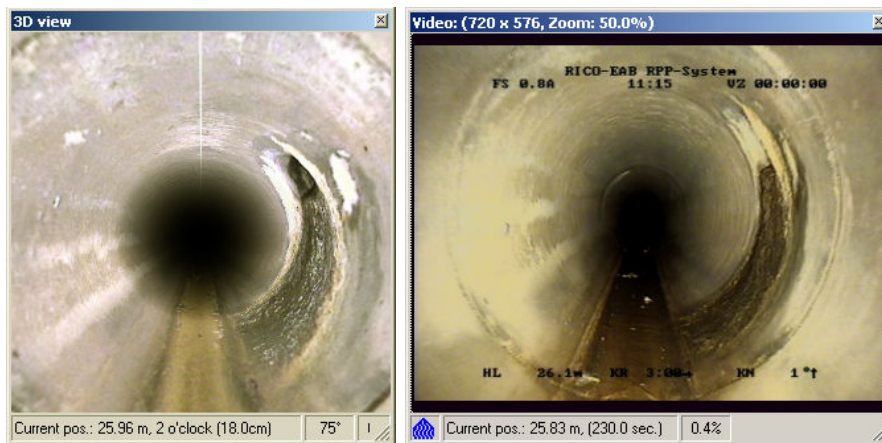 3D view
Current pos.: 25.96 m, 2 o'clock (18.0cm)
75°
Video: (720 x 576, Zoom: 50.0%)
RICO-EAB RPP-System
FS 0.8A 11:15 VZ 00:00:00
HL 26.1m KR 3:00 KN 1°↑
Current pos.: 25.83 m, (230.0 sec.)
0.4%